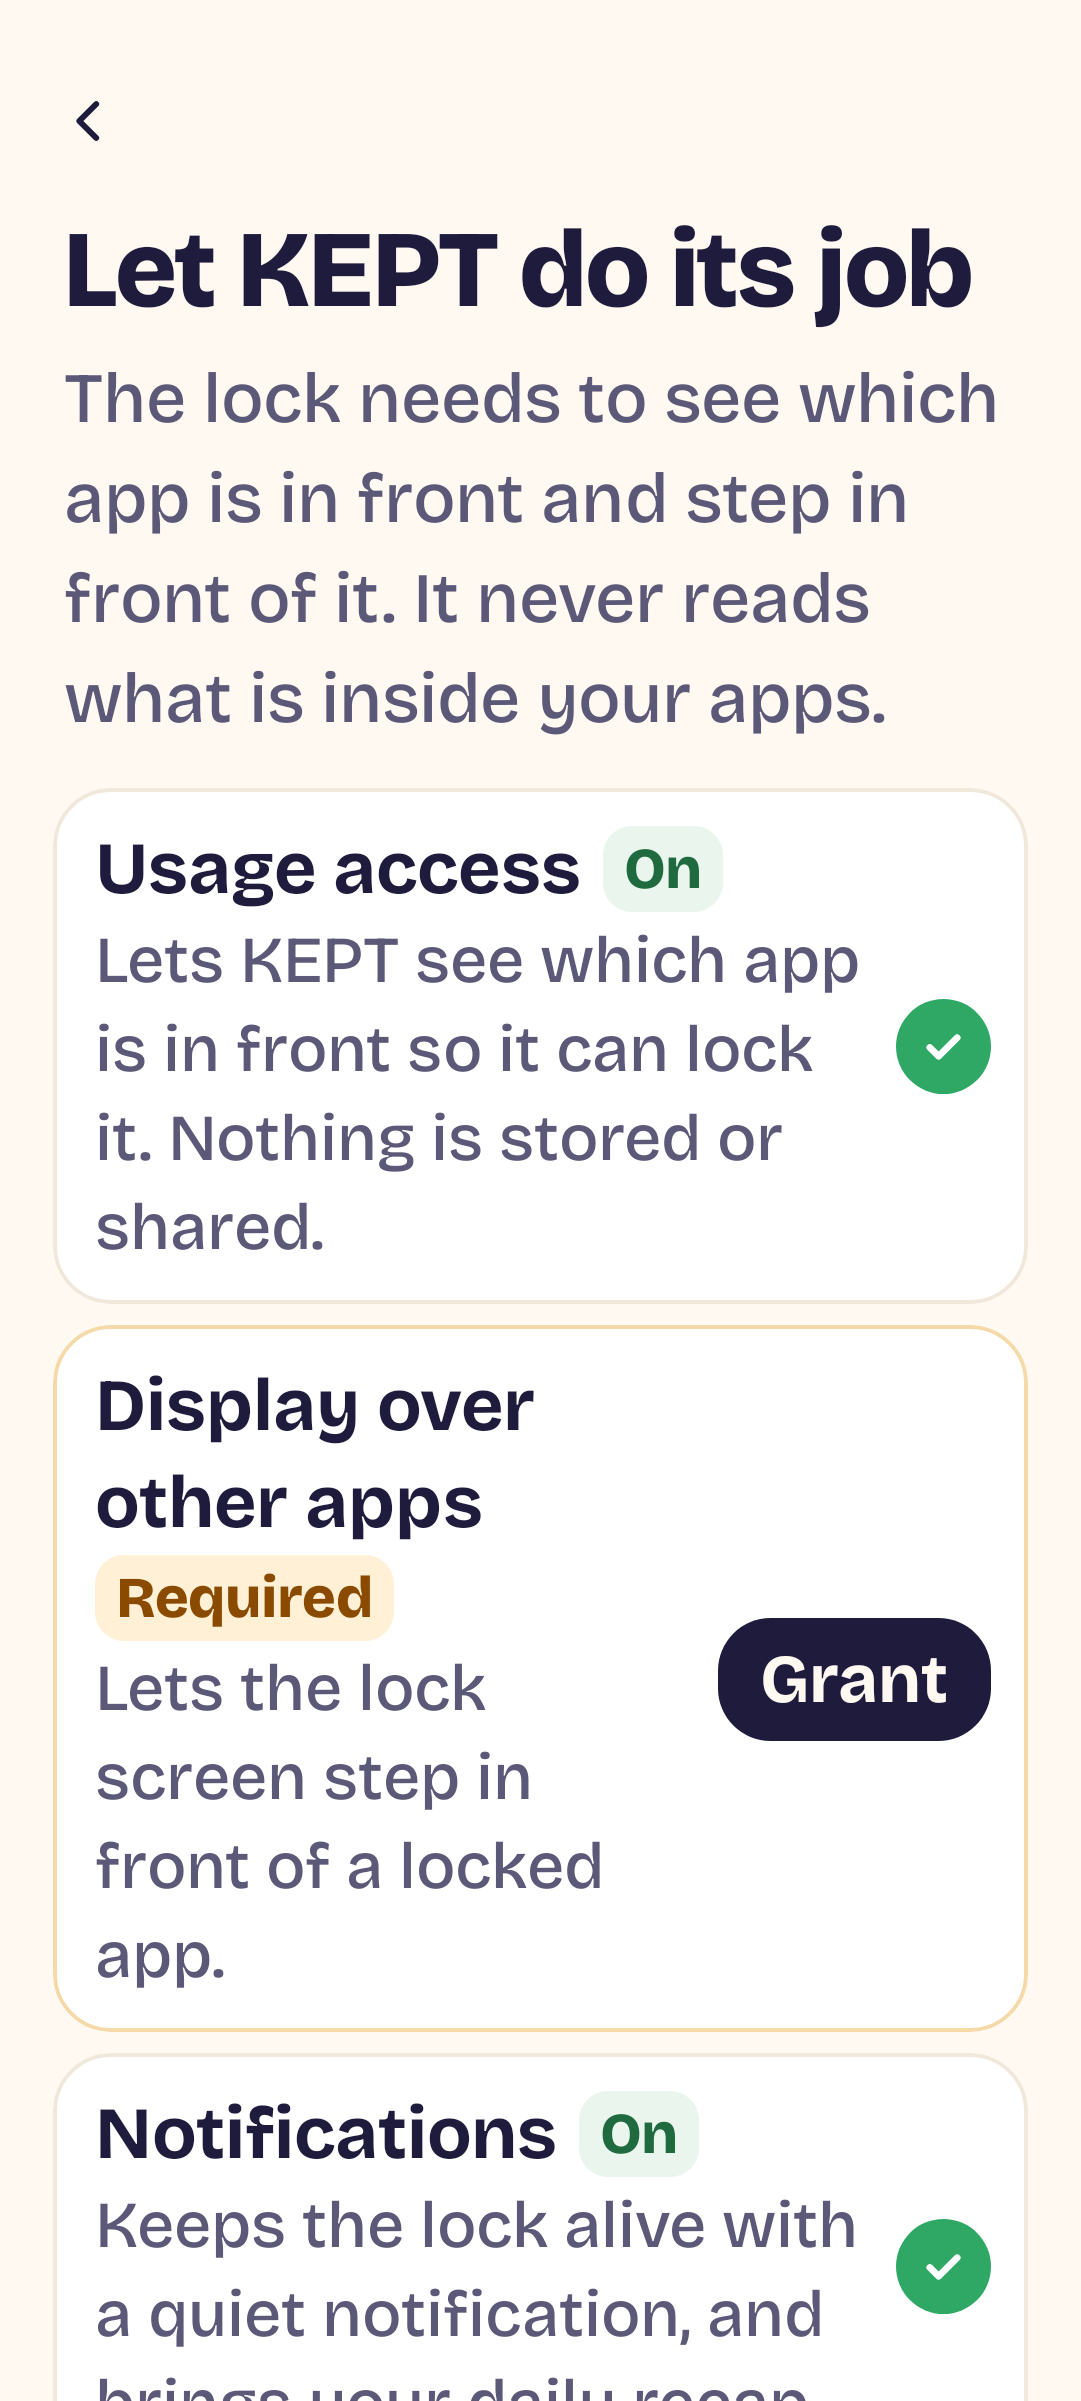 Let KEPT do its job
The lock needs to see which
app is in front and step in
front of it. It never reads
what is inside your apps.
Usage access On
Lets KEPT see which app
is in front so it can lock
it. Nothing is stored or
shared.
Display over
other apps
Required
Lets the lock
screen step in
front of a locked
app.
Grant
Notifications On
Keeps the lock alive with
a quiet notification, and
brings your daily recap